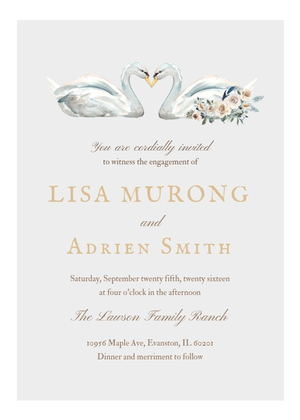 You are cordially invited
to witness the engagement of
LISA MURONG
and
ADRIEN SMITH
Saturday, September twenty fifth, twenty sixteen
at four o'clock in the afternoon
The Lawson Family Ranch
10956 Maple Ave, Evanston, IL 60201
Dinner and merriment to follow